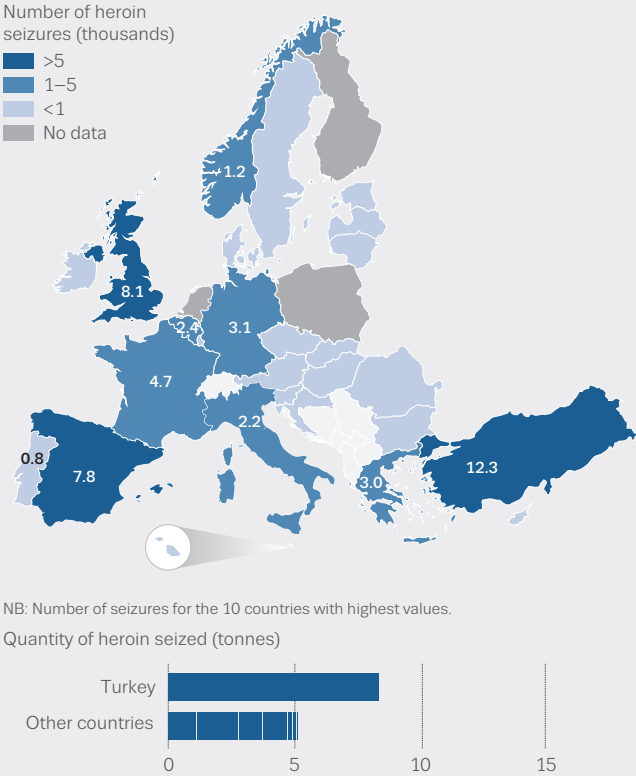 Number of heroin
seizures (thousands)
>5
1–5
<1
No data
1.2
8.1
2.4
3.1
4.7
2.2
0.8
7.8
12.3
3.0
NB: Number of seizures for the 10 countries with highest values.
Quantity of heroin seized (tonnes)
Turkey
Other countries
0 5 10 15